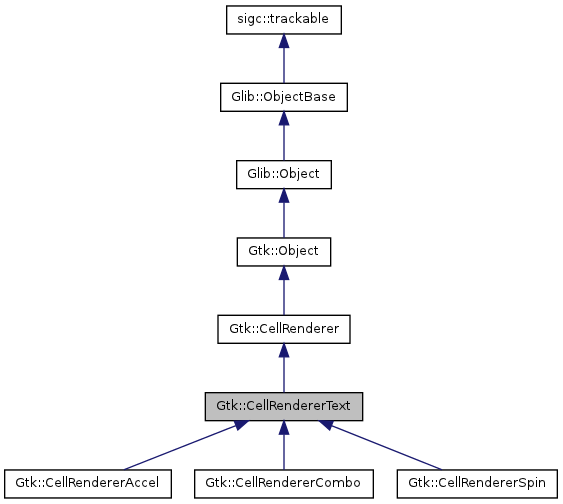 sigc::trackable
Glib::ObjectBase
Glib::Object
Gtk::Object
Gtk::CellRenderer
Gtk::CellRendererText
Gtk::CellRendererAccel
Gtk::CellRendererCombo
Gtk::CellRendererSpin